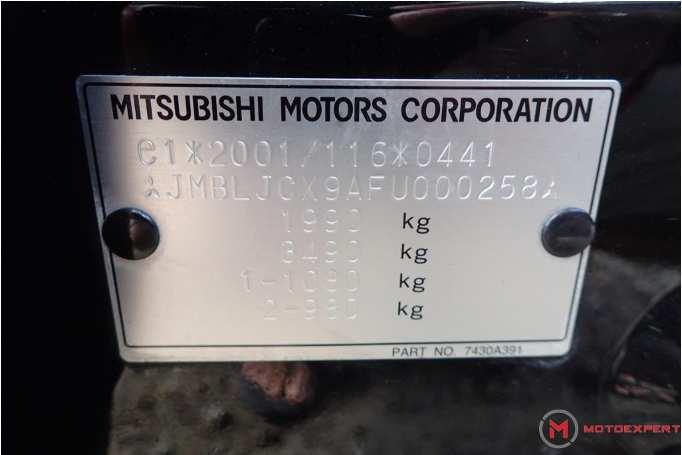 MITSUBISHI MOTORS CORPORATION
e1*2001/116*0441
JMBLJCX9AFU000258
1990 kg
3490 kg
1-1090 kg
2-990 kg
PART NO. 7430A391
M MOTOEXPERT